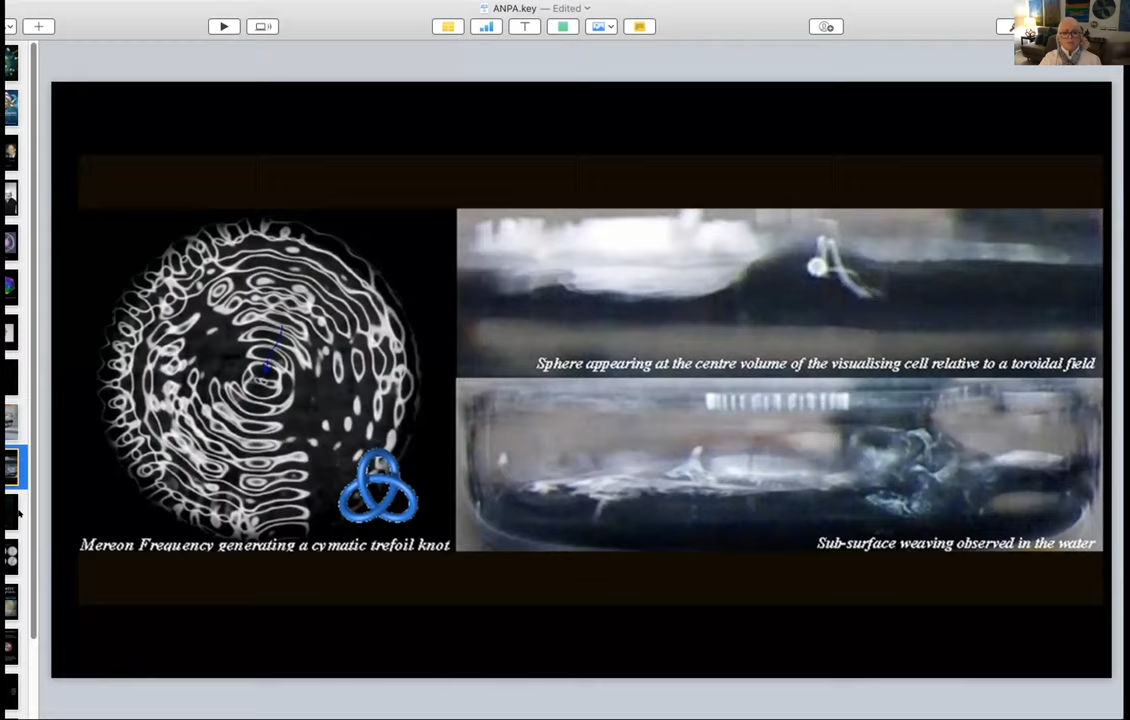 ANPA.key — Edited
Sphere appearing at the centre volume of the visualising cell relative to a toroidal field
Mereon Frequency generating a cymatic trefoil knot
Sub-surface weaving observed in the water